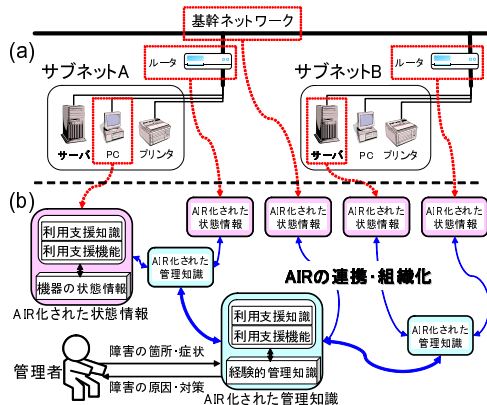 基幹ネットワーク
(a)
ルータ
ルータ
サブネットA
サブネットB
サーバ
PC
プリンタ
サーバ
PC
プリンタ
(b)
AIR化された
状態情報
AIR化された
状態情報
AIR化された
状態情報
AIR化された
状態情報
利用支援知識
利用支援機能
機器の状態情報
AIR化された状態情報
AIR化された
管理知識
AIRの連携・組織化
利用支援知識
利用支援機能
経験的管理知識
AIR化された管理知識
AIR化された
管理知識
管理者
障害の箇所・症状
障害の原因・対策